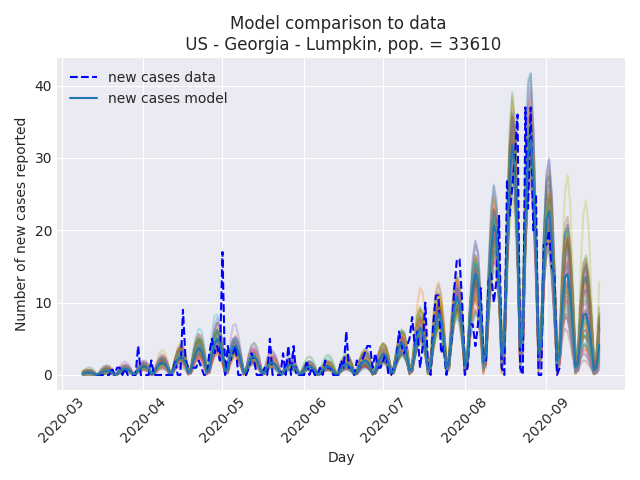 Model comparison to data
US - Georgia - Lumpkin, pop. = 33610
new cases data
new cases model
Number of new cases reported
40
30
20
10
0
2020-03
2020-04
2020-05
2020-06
2020-07
2020-08
2020-09
Day